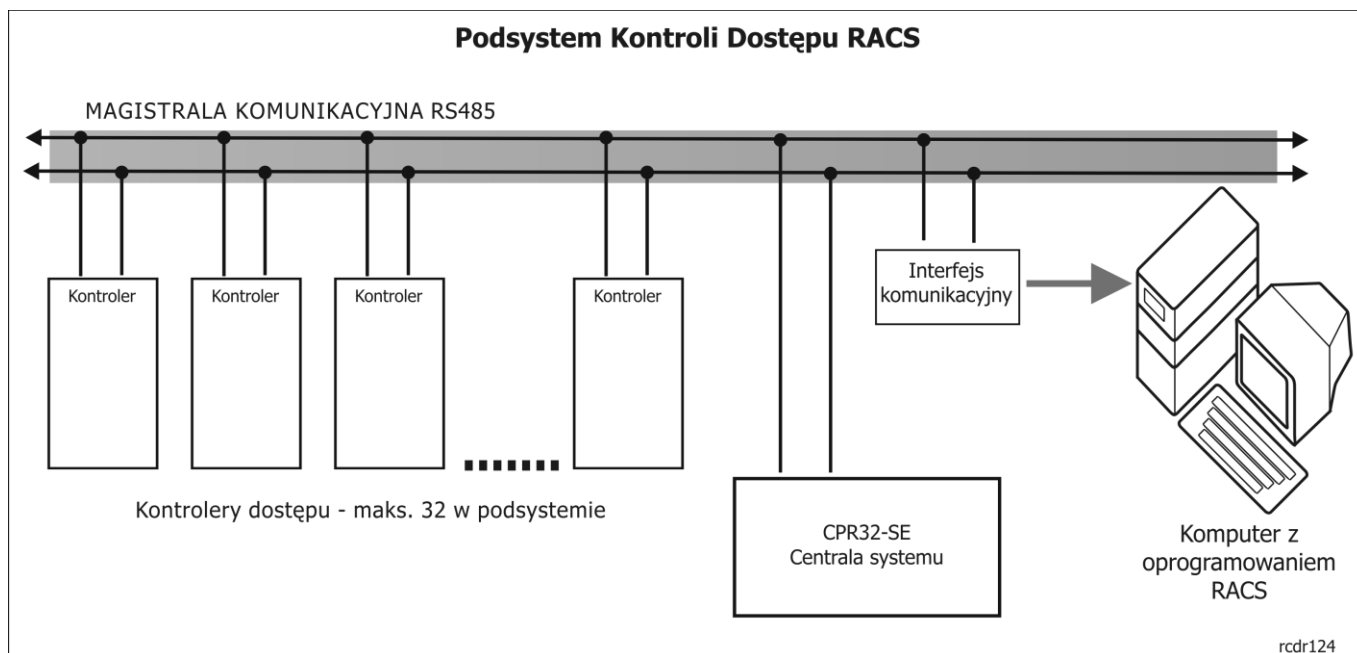 Podsystem Kontroli Dostępu RACS
MAGISTRALA KOMUNIKACYJNA RS485
Kontroler
Kontroler
Kontroler
Kontroler
Interfejs
komunikacyjny
Kontrolery dostępu - maks. 32 w podsystemie
CPR32-SE
Centrala systemu
Komputer z
oprogramowaniem
RACS
rcdr124